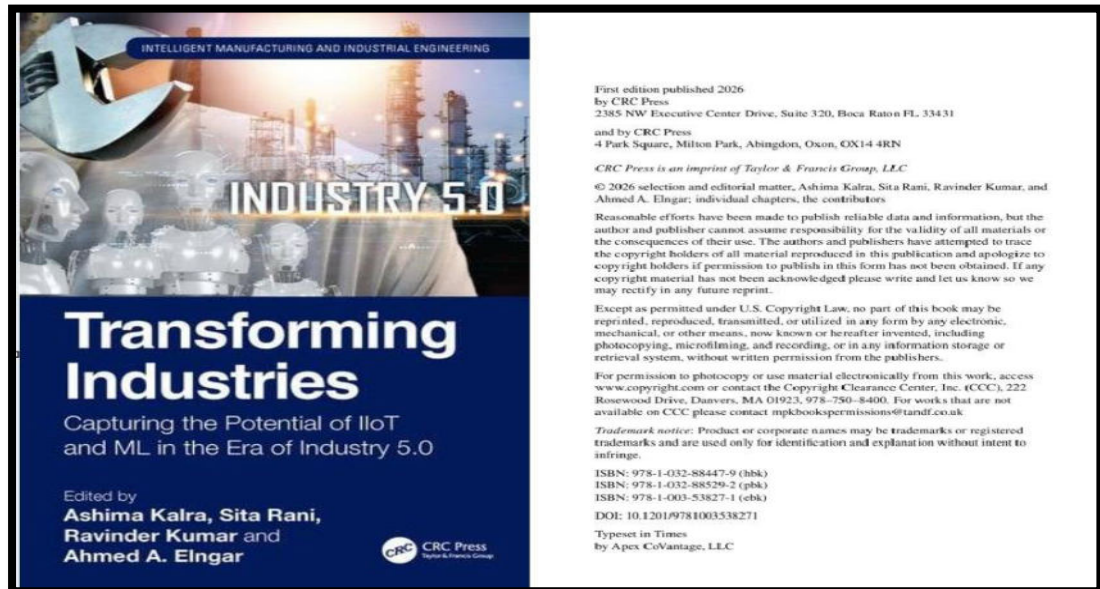 INTELLIGENT MANUFACTURING AND INDUSTRIAL ENGINEERING
INDUSTRY 5.0
Transforming
Industries
Capturing the Potential of IIoT
and ML in the Era of Industry 5.0
Edited by
Ashima Kalra, Sita Rani,
Ravinder Kumar and
Ahmed A. Elngar
CRC
CRC Press
Taylor & Francis Group
First edition published 2026
by CRC Press
2385 NW Executive Center Drive, Suite 320, Boca Raton FL 33431
and by CRC Press
4 Park Square, Milton Park, Abingdon, Oxon, OX14 4RN
CRC Press is an imprint of Taylor & Francis Group, LLC
© 2026 selection and editorial matter, Ashima Kalra, Sita Rani, Ravinder Kumar, and
Ahmed A. Elngar; individual chapters, the contributors
Reasonable efforts have been made to publish reliable data and information, but the
author and publisher cannot assume responsibility for the validity of all materials or
the consequences of their use. The authors and publishers have attempted to trace
the copyright holders of all material reproduced in this publication and apologize to
copyright holders if permission to publish in this form has not been obtained. If any
copyright material has not been acknowledged please write and let us know so we
may rectify in any future reprint.
Except as permitted under U.S. Copyright Law, no part of this book may be
reprinted, reproduced, transmitted, or utilized in any form by any electronic,
mechanical, or other means, now known or hereafter invented, including
photocopying, microfilming, and recording, or in any information storage or
retrieval system, without written permission from the publishers.
For permission to photocopy or use material electronically from this work, access
www.copyright.com or contact the Copyright Clearance Center, Inc. (CCC), 222
Rosewood Drive, Danvers, MA 01923, 978–750–8400. For works that are not
available on CCC please contact mpkbookspermissions@tandf.co.uk
Trademark notice: Product or corporate names may be trademarks or registered
trademarks and are used only for identification and explanation without intent to
infringe.
ISBN: 978-1-032-88447-9 (hbk)
ISBN: 978-1-032-88529-2 (pbk)
ISBN: 978-1-003-53827-1 (ebk)
DOI: 10.1201/9781003538271
Typeset in Times
by Apex CoVantage, LLC